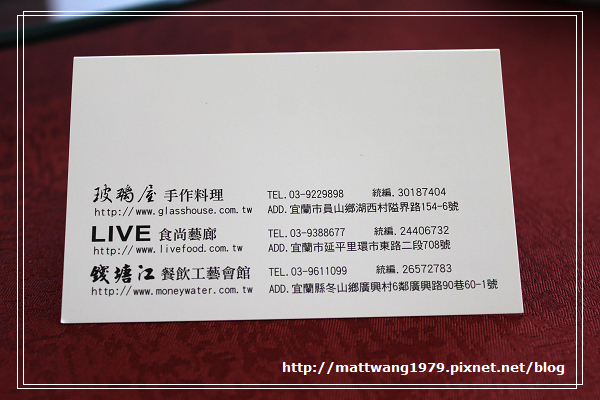 玻璃屋 手作料理 TEL.03-9229898 統編.30187404
http://www.glasshouse.com.tw ADD.宜蘭市員山鄉湖西村隘界路154-6號
LIVE 食尚藝廊 TEL.03-9388677 統編.24406732
http://www.livefood.com.tw ADD.宜蘭市延平里環市東路二段708號
錢塘江 餐飲工藝會館 TEL.03-9611099 統編.26572783
http://www.moneywater.com.tw ADD.宜蘭縣冬山鄉廣興村6鄰廣興路90巷60-1號
http://mattwang1979.pixnet.net/blog